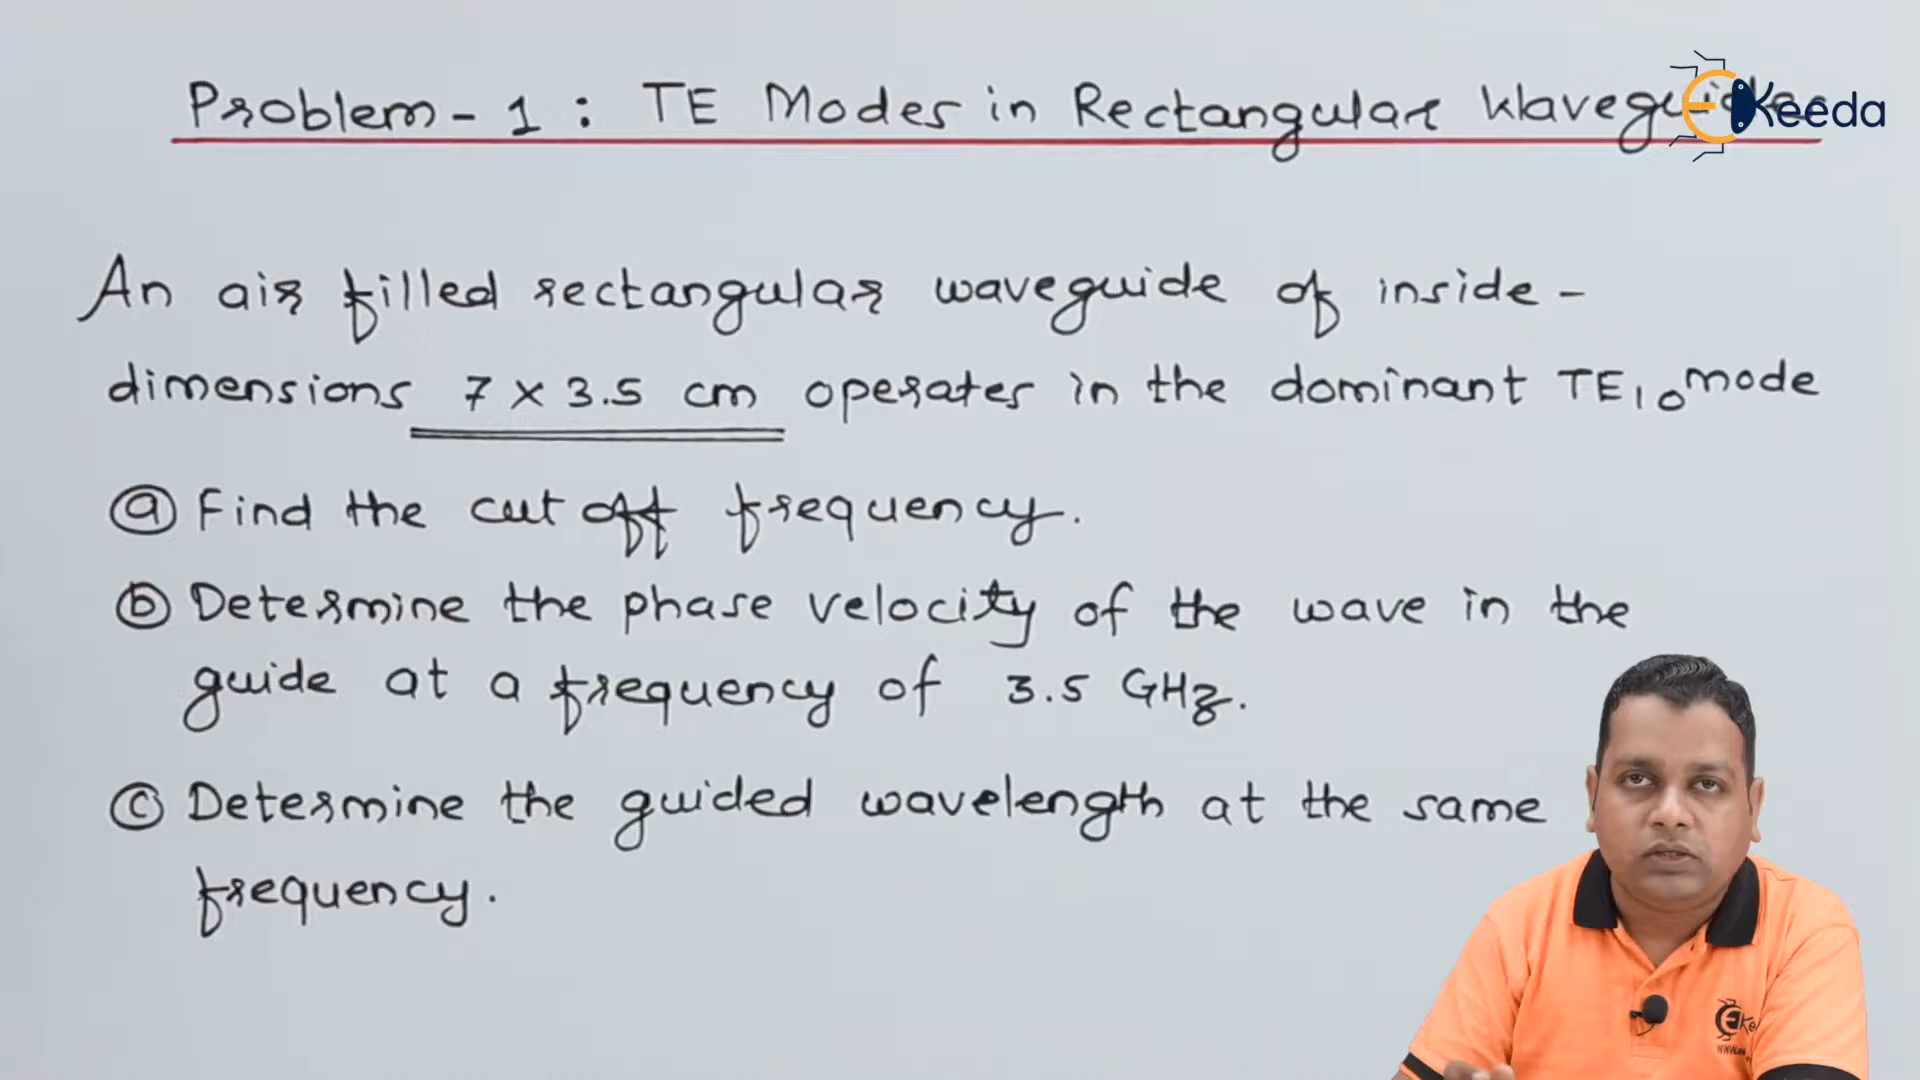 Problem-1 : TE Modes in Rectangular Waveguide
Keeda
An air filled rectangular waveguide of inside-
dimensions 7 x 3.5 cm operates in the dominant TE10 mode
(a) Find the cut off frequency.
(b) Determine the phase velocity of the wave in the
guide at a frequency of 3.5 GHz.
(c) Determine the guided wavelength at the same
frequency.